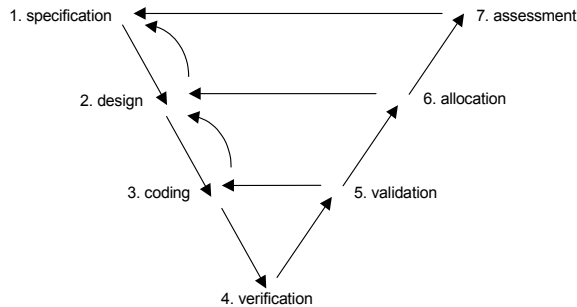 1. specification
7. assessment
2. design
6. allocation
3. coding
5. validation
4. verification